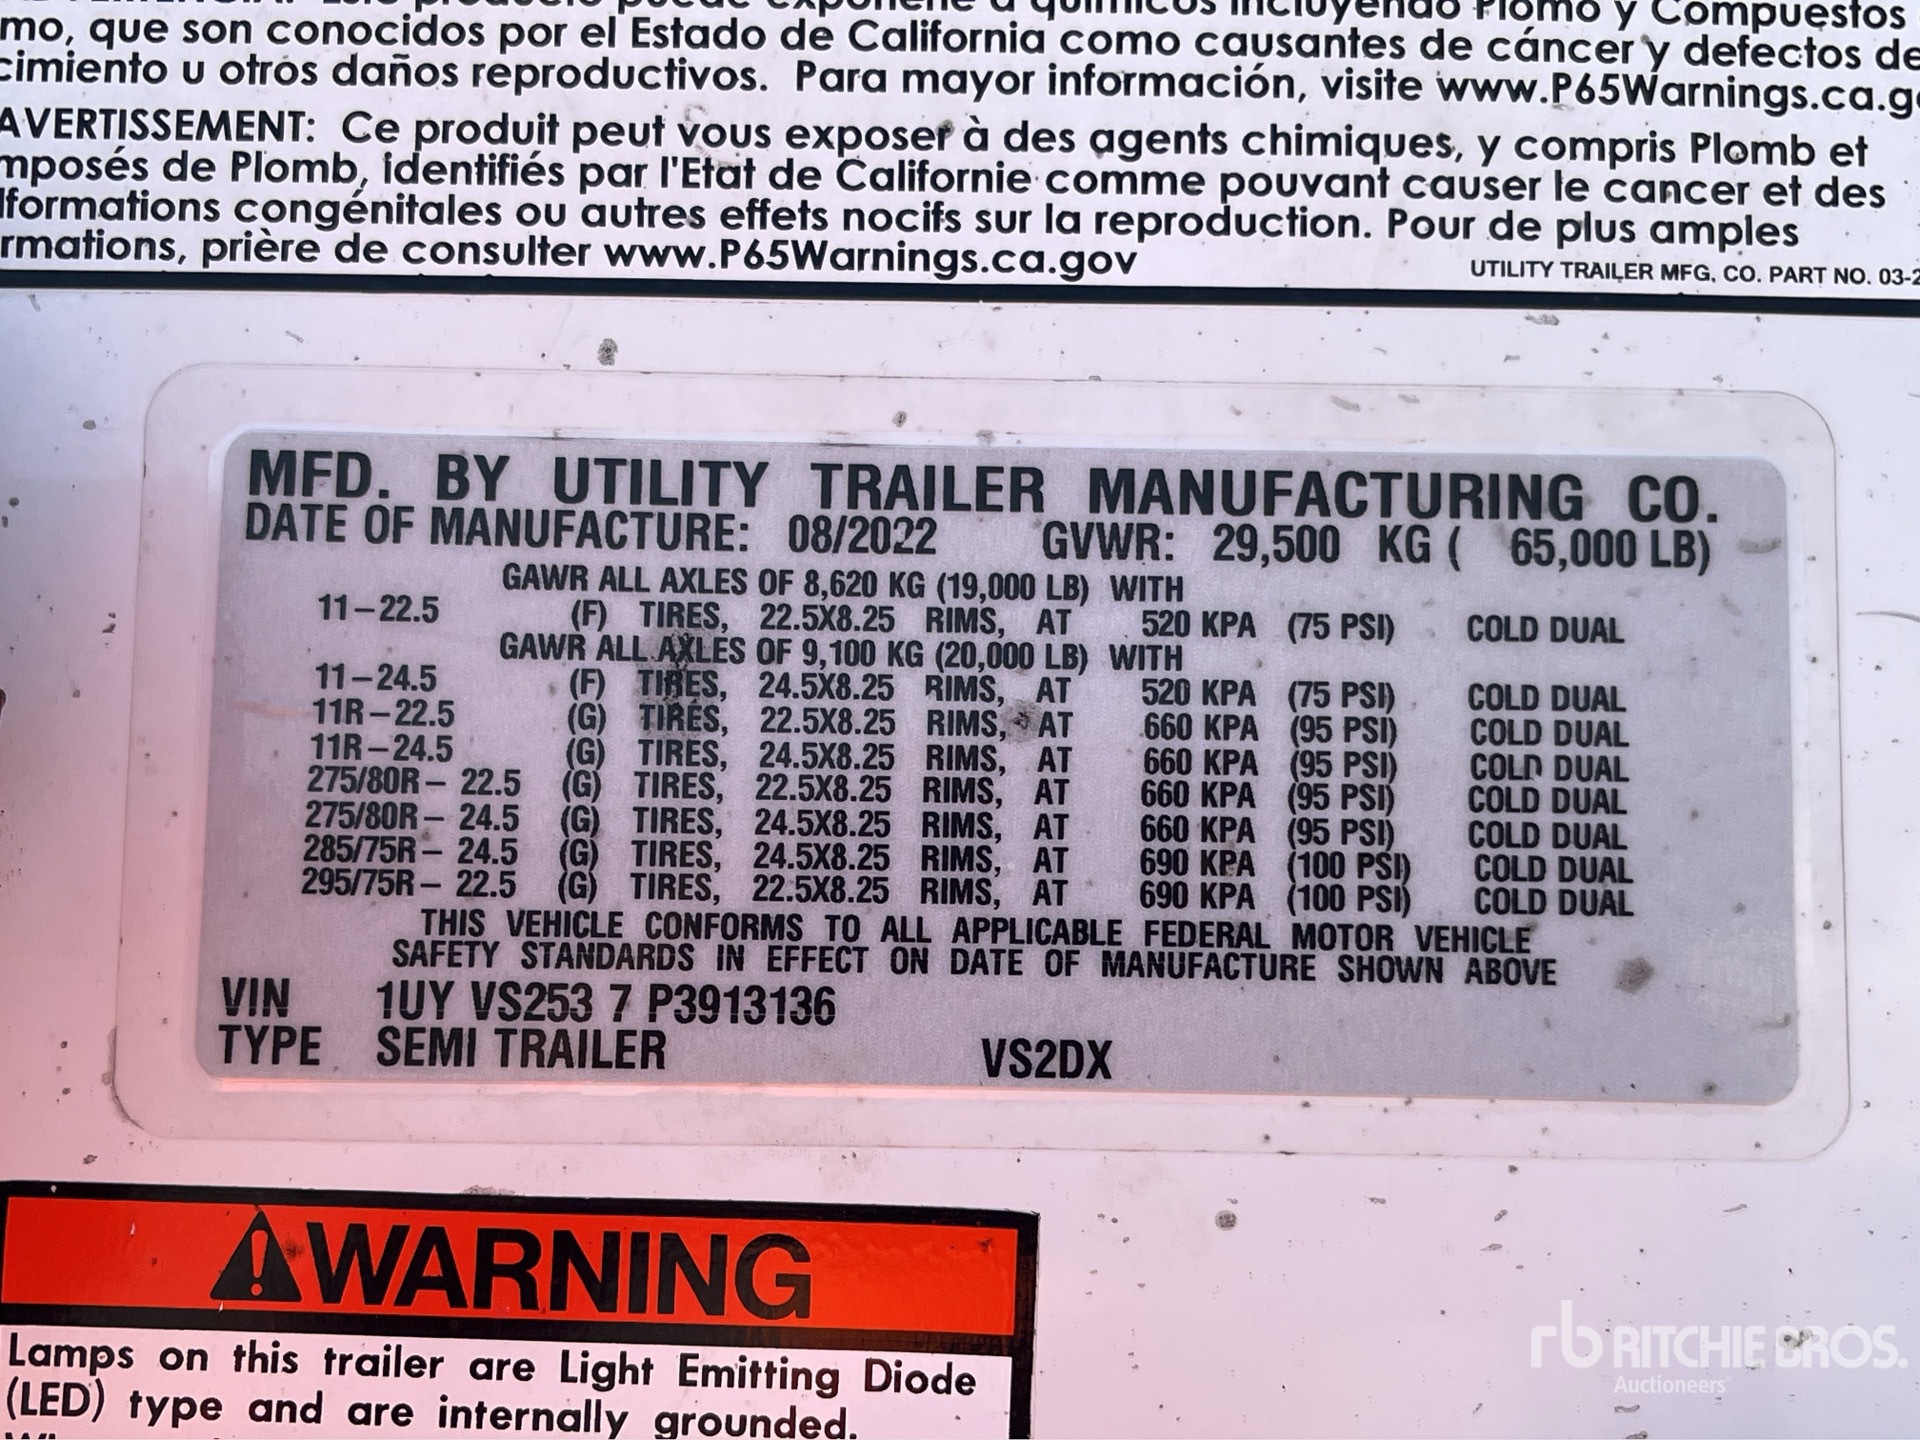 mo, que son conocidos por el Estado de California como causantes de cáncer y defectos de
cimiento u otros daños reproductivos. Para mayor información, visite www.P65Warnings.ca.g
AVERTISSEMENT: Ce produit peut vous exposer à des agents chimiques, y compris Plomb et
mposés de Plomb, identifiés par l'Etat de Californie comme pouvant causer le cancer et des
lformations congénitales ou autres effets nocifs sur la reproduction. Pour de plus amples
rmations, prière de consulter www.P65Warnings.ca.gov
UTILITY TRAILER MFG. CO. PART NO. 03-2
MFD. BY UTILITY TRAILER MANUFACTURING CO.
DATE OF MANUFACTURE: 08/2022 GVWR: 29,500 KG ( 65,000 LB)
GAWR ALL AXLES OF 8,620 KG (19,000 LB) WITH
11-22.5 (F) TIRES, 22.5X8.25 RIMS, AT 520 KPA (75 PSI) COLD DUAL
GAWR ALL AXLES OF 9,100 KG (20,000 LB) WITH
11-24.5 (F) TIRES, 24.5X8.25 RIMS, AT 520 KPA (75 PSI) COLD DUAL
11R-22.5 (G) TIRES, 22.5X8.25 RIMS, AT 660 KPA (95 PSI) COLD DUAL
11R-24.5 (G) TIRES, 24.5X8.25 RIMS, AT 660 KPA (95 PSI) COLD DUAL
275/80R- 22.5 (G) TIRES, 22.5X8.25 RIMS, AT 660 KPA (95 PSI) COLD DUAL
275/80R- 24.5 (G) TIRES, 24.5X8.25 RIMS, AT 660 KPA (95 PSI) COLD DUAL
285/75R- 24.5 (G) TIRES, 24.5X8.25 RIMS, AT 690 KPA (100 PSI) COLD DUAL
295/75R- 22.5 (G) TIRES, 22.5X8.25 RIMS, AT 690 KPA (100 PSI) COLD DUAL
THIS VEHICLE CONFORMS TO ALL APPLICABLE FEDERAL MOTOR VEHICLE
SAFETY STANDARDS IN EFFECT ON DATE OF MANUFACTURE SHOWN ABOVE
VIN 1UY VS253 7 P3913136
TYPE SEMI TRAILER VS2DX
WARNING
Lamps on this trailer are Light Emitting Diode
(LED) type and are internally grounded.
rb RITCHIE BROS.
Auctioneers